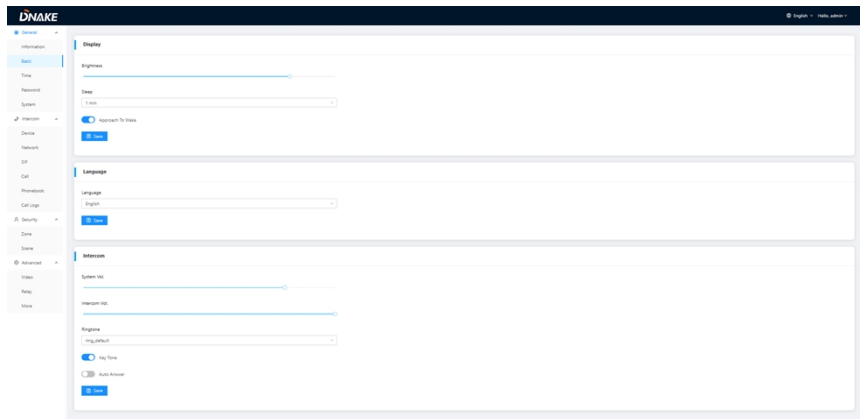 DNAKE
English
Hello, admin
General
Information
Basic
Time
Password
System
Intercom
Device
Network
SIP
Call
Phonebook
Call Logs
Security
Zone
Scene
Advanced
Video
Relay
More
Display
Brightness
Sleep
1 min
Approach To Wake
Save
Language
Language
English
Save
Intercom
System Vol.
Intercom Vol.
Ringtone
ring_default
Key Tone
Auto Answer
Save